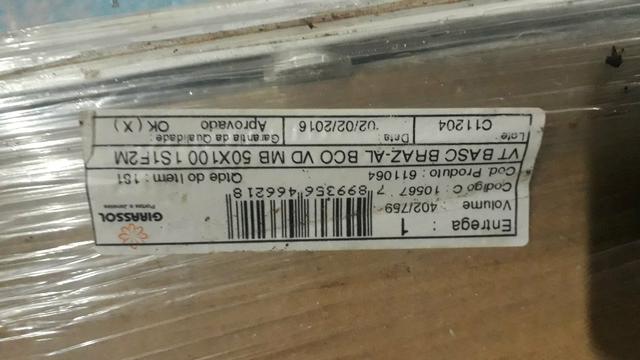 Entrega : 1
Volume 402/759
Codigo C 10567 7
Cod. Produto : 611064
899356 466218
Qtde do Item : 1S1
GIRASSOL
Portas e Janelas
VT BASC BRAZ-AL BCO VD MB 50X100 1S1F2M
Lote: C11204
Data: 02/02/2016
Garantia da Qualidade:
Aprovado OK ( X )